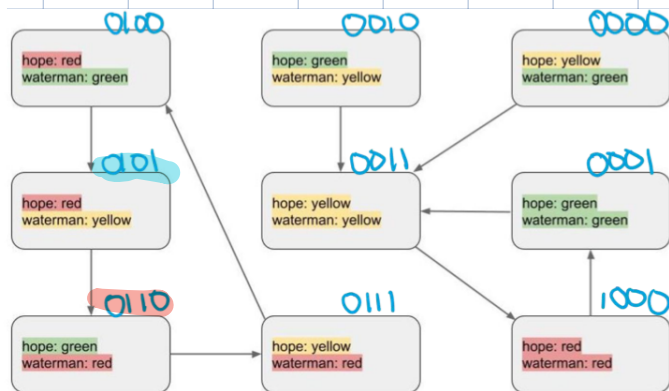 0100
0010
0000
hope: red
waterman: green
hope: green
waterman: yellow
hope: yellow
waterman: green
0101
0011
0001
hope: red
waterman: yellow
hope: yellow
waterman: yellow
hope: green
waterman: green
0110
0111
1000
hope: green
waterman: red
hope: yellow
waterman: red
hope: red
waterman: red